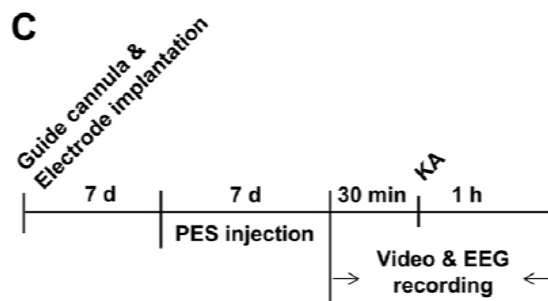 C
Guide cannula &
Electrode implantation
7 d
7 d
30 min
KA
1 h
PES injection
Video & EEG
recording